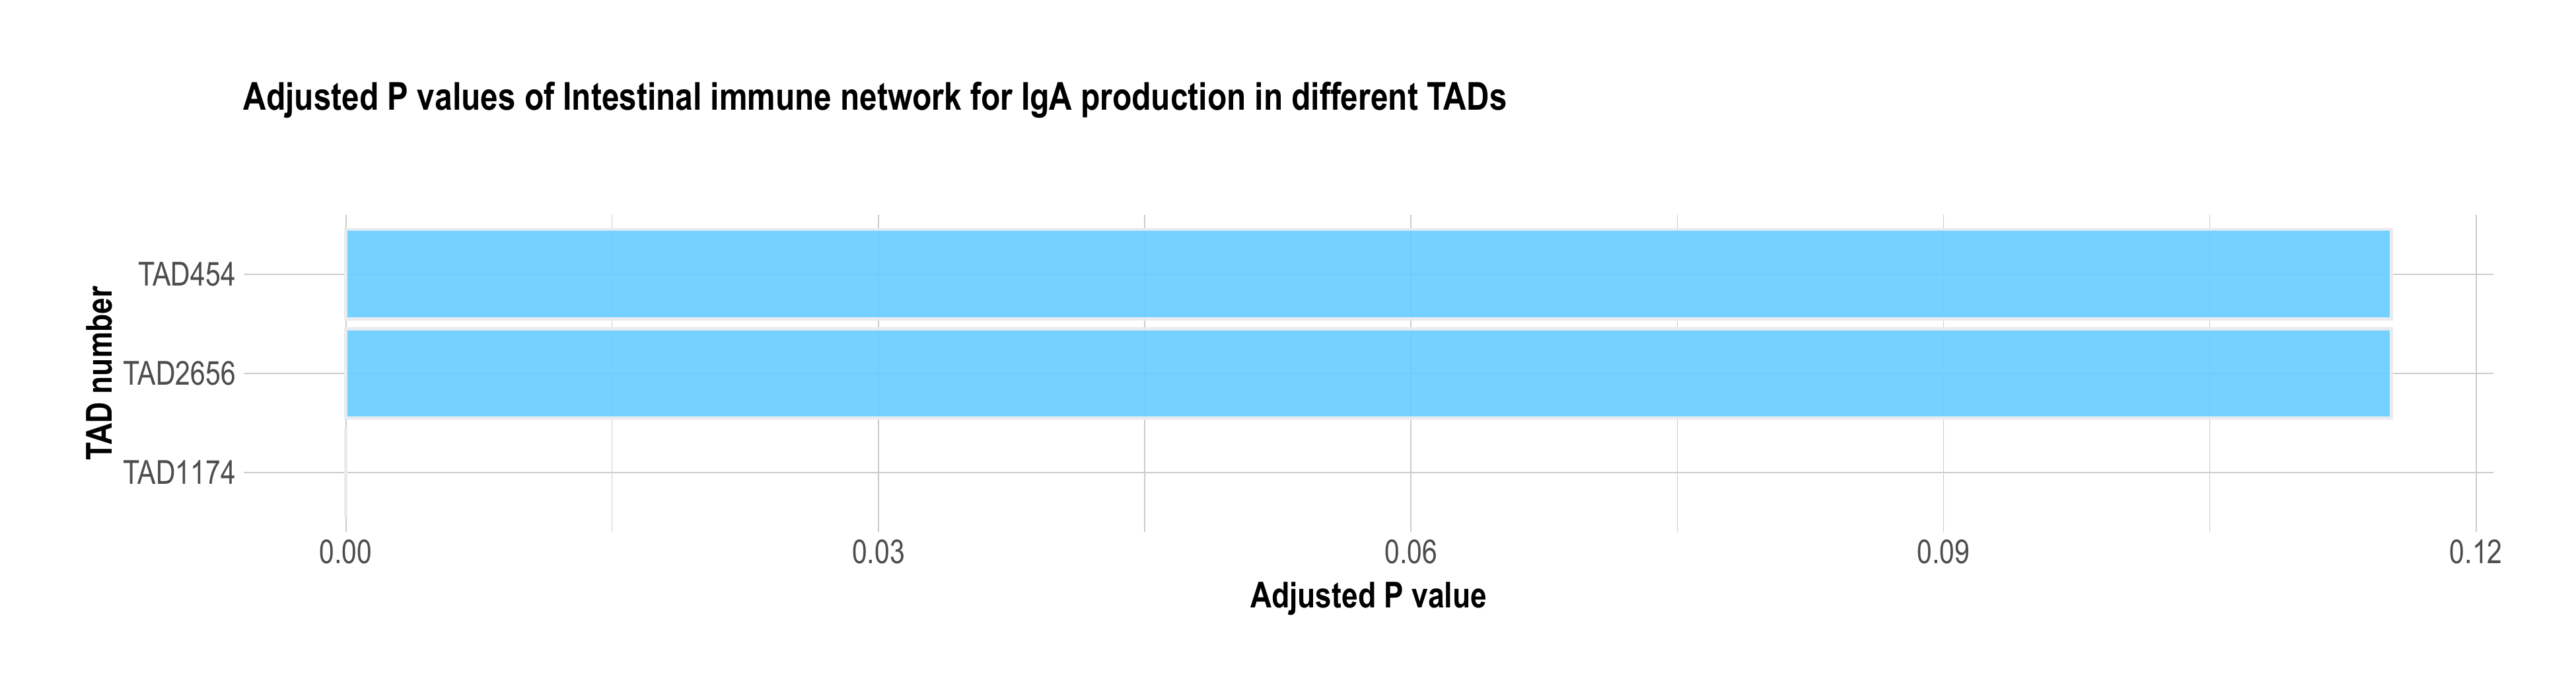 Adjusted P values of Intestinal immune network for IgA production in different TADs
TAD number
TAD454
TAD2656
TAD1174
0.00 0.03 0.06 0.09 0.12
Adjusted P value